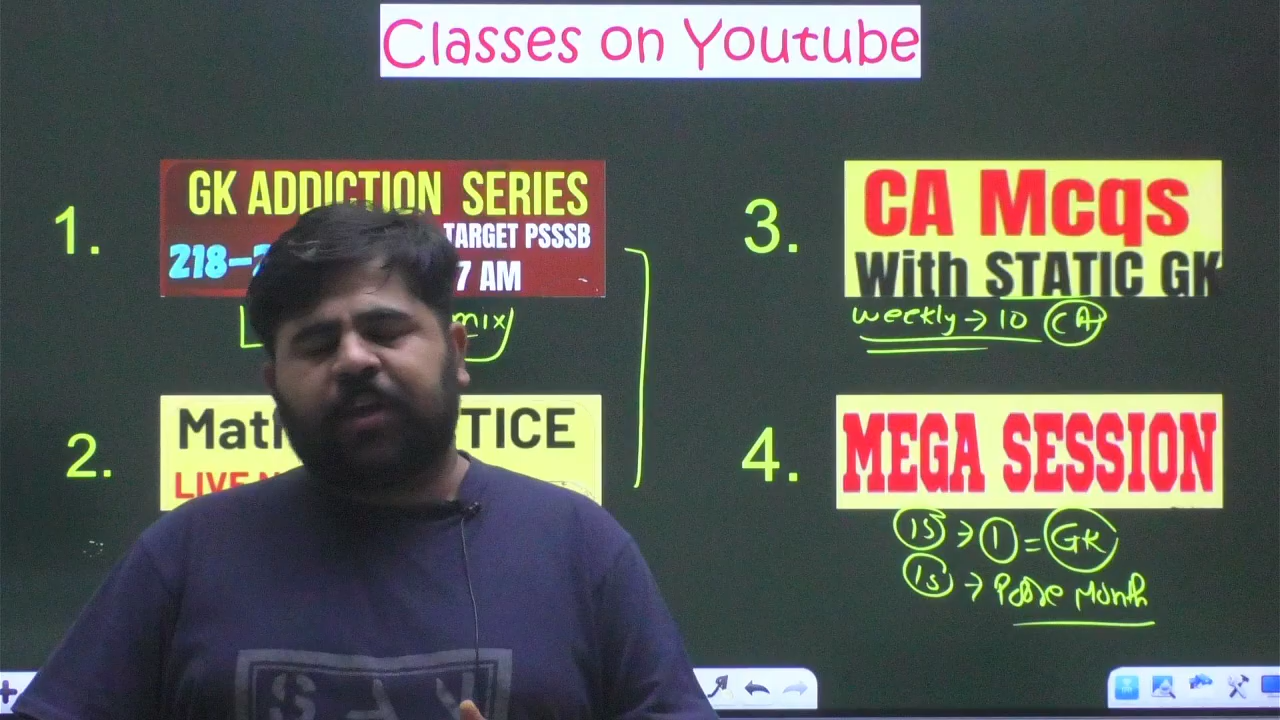 Classes on Youtube
1.
GK ADDICTION SERIES
TARGET PSSSB
218-2
7 AM
mix
2.
Math
TICE
LIVE
3.
CA Mcqs
With STATIC GK
weekly → 10 CA
4.
MEGA SESSION
15 → 1 = GK
15 → Month